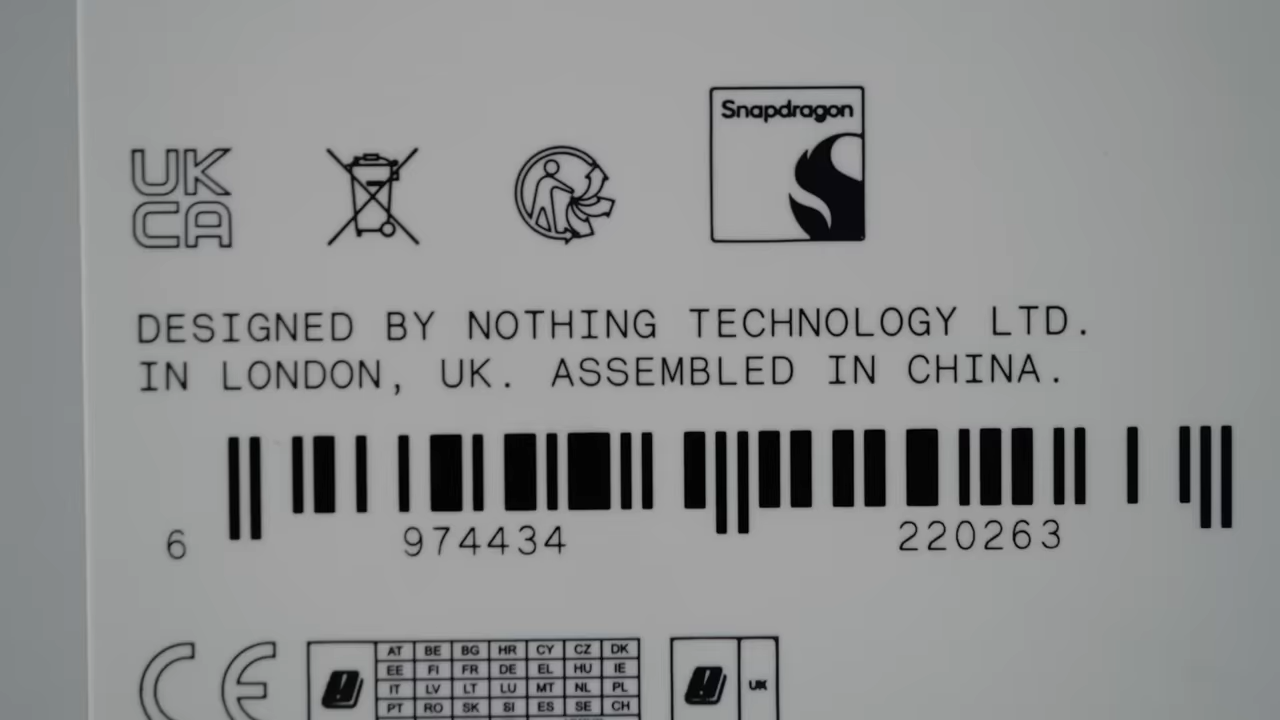 Snapdragon
UK
CA
DESIGNED BY NOTHING TECHNOLOGY LTD.
IN LONDON, UK. ASSEMBLED IN CHINA.
6 974434 220263
CE
AT BE BG HR CY CZ DK
EE FI FR DE EL HU IE
IT LV LT LU MT NL PL
PT RO SK SI ES SE CH
UK